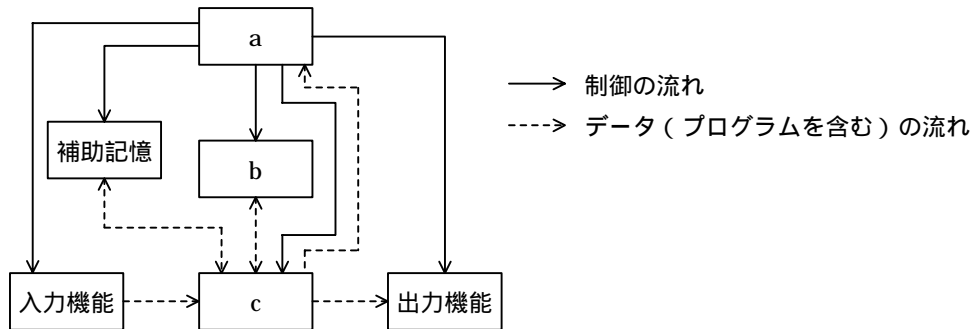 a
制御の流れ
データ（プログラムを含む）の流れ
補助記憶
b
入力機能
c
出力機能